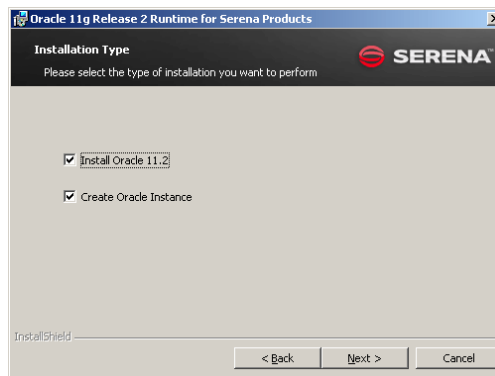 Oracle 11g Release 2 Runtime for Serena Products
Installation Type
Please select the type of installation you want to perform
SERENA™
Install Oracle 11.2
Create Oracle Instance
InstallShield
< Back
Next >
Cancel